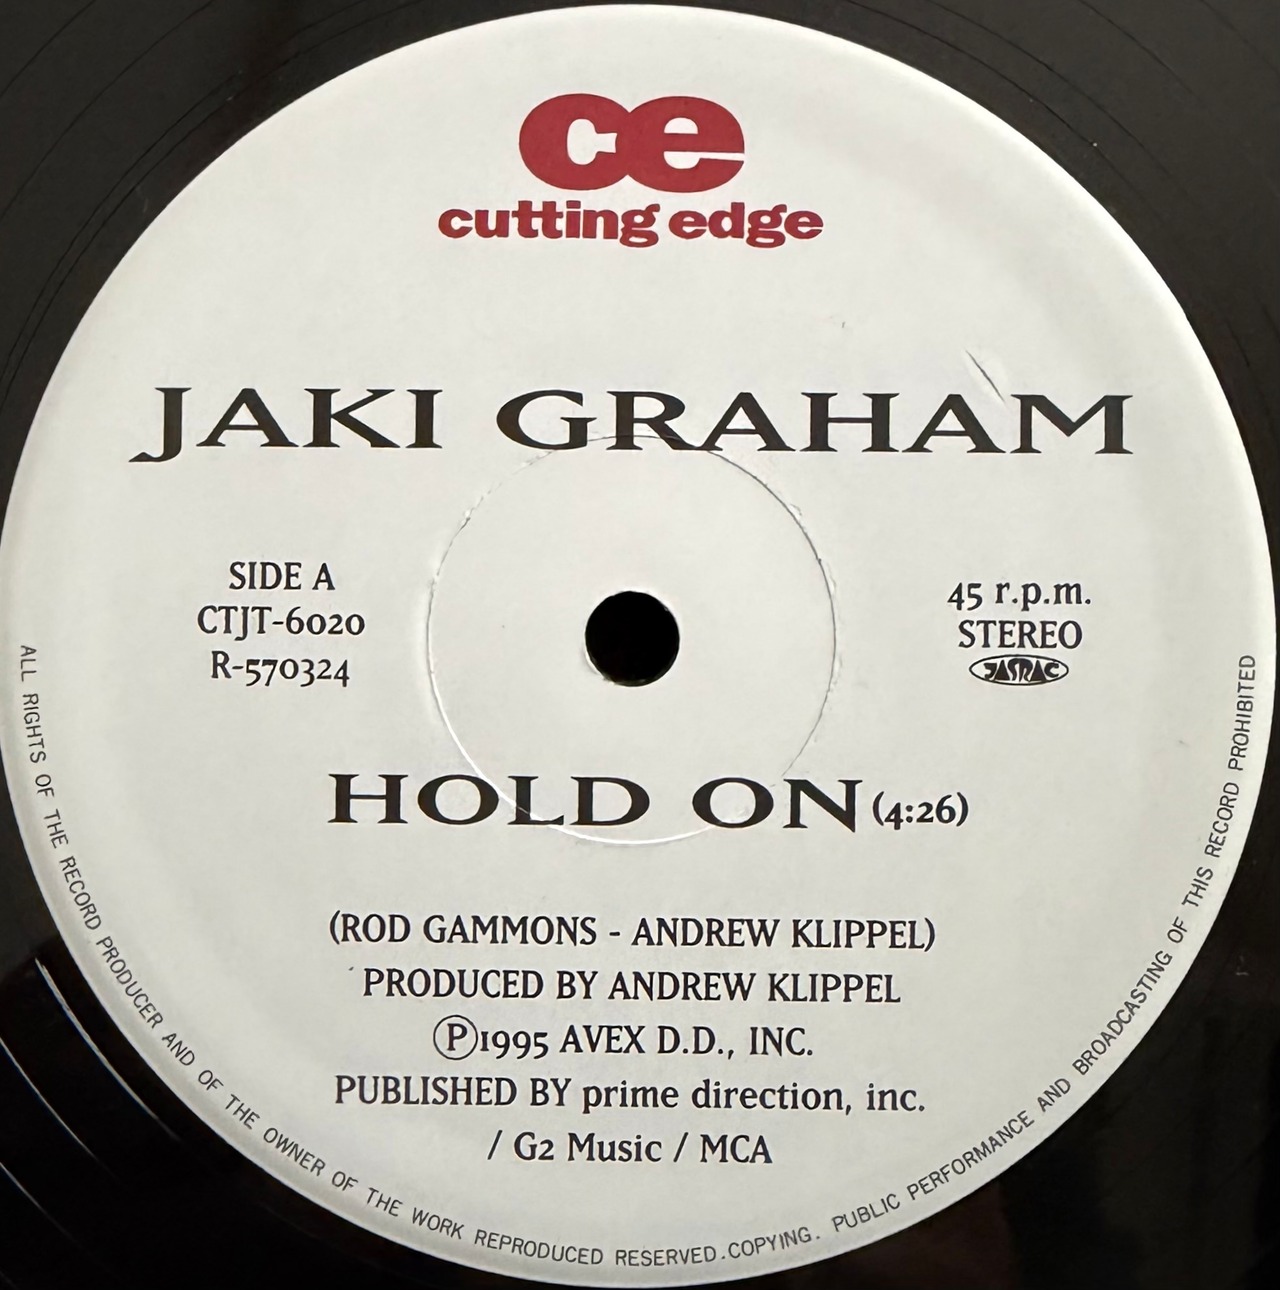 ce
cutting edge
JAKI GRAHAM
SIDE A
CTJT-6020
R-570324
45 r.p.m.
STEREO
JASRAC
HOLD ON (4:26)
(ROD GAMMONS - ANDREW KLIPPEL)
PRODUCED BY ANDREW KLIPPEL
Ⓟ1995 AVEX D.D., INC.
PUBLISHED BY prime direction, inc.
/ G2 Music / MCA
ALL RIGHTS OF THE RECORD PRODUCER AND OF THE OWNER OF THE WORK REPRODUCED RESERVED.COPYING. PUBLIC PERFORMANCE AND BROADCASTING OF THIS RECORD PROHIBITED